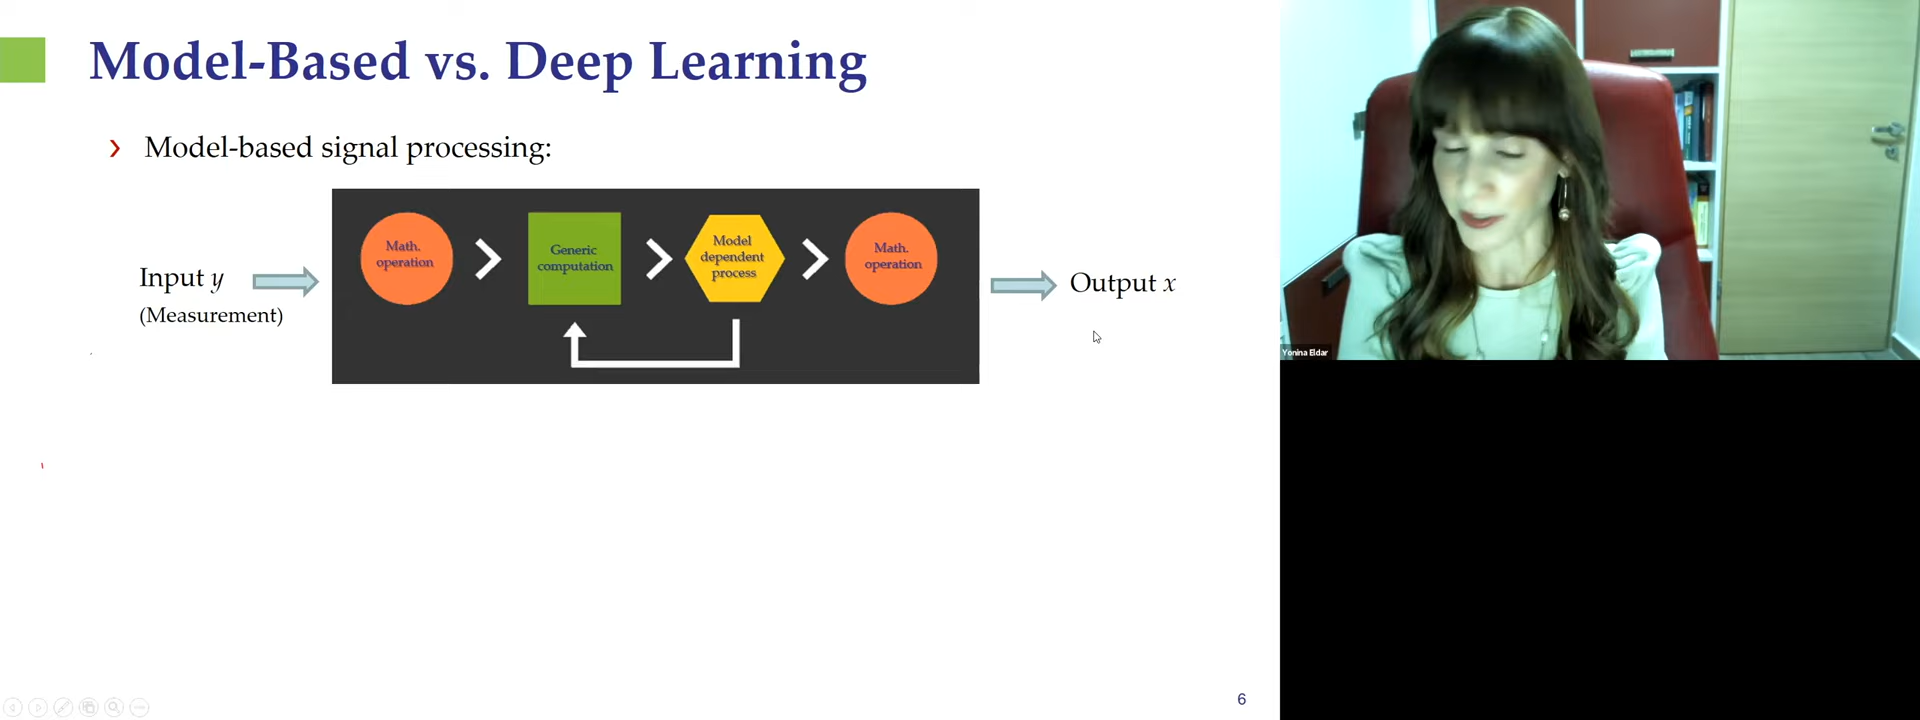 Model-Based vs. Deep Learning
› Model-based signal processing:
Input y
(Measurement)
Math.
operation
Generic
computation
Model
dependent
process
Math.
operation
Output x
6
Yonina Eldar